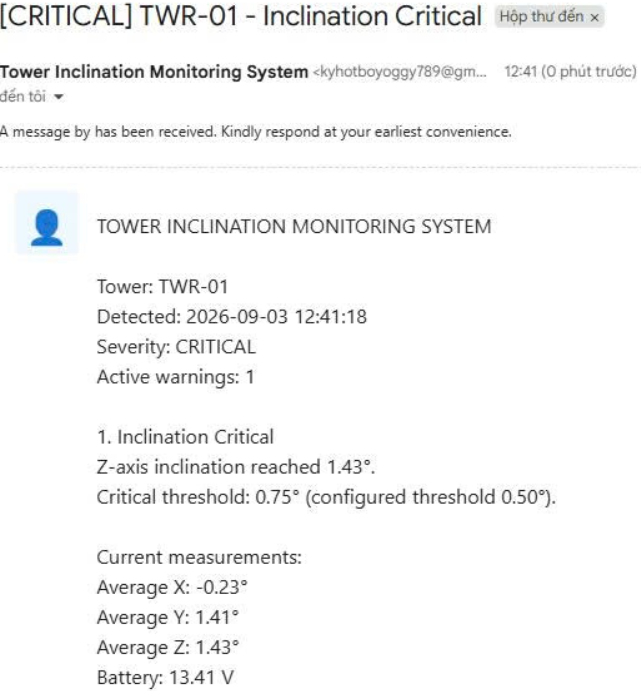 [CRITICAL] TWR-01 - Inclination Critical Hộp thư đến ×
Tower Inclination Monitoring System <kyhotboyoggy789@gm... 12:41 (0 phút trước)
đến tôi
A message by has been received. Kindly respond at your earliest convenience.
TOWER INCLINATION MONITORING SYSTEM
Tower: TWR-01
Detected: 2026-09-03 12:41:18
Severity: CRITICAL
Active warnings: 1
1. Inclination Critical
Z-axis inclination reached 1.43°.
Critical threshold: 0.75° (configured threshold 0.50°).
Current measurements:
Average X: -0.23°
Average Y: 1.41°
Average Z: 1.43°
Battery: 13.41 V